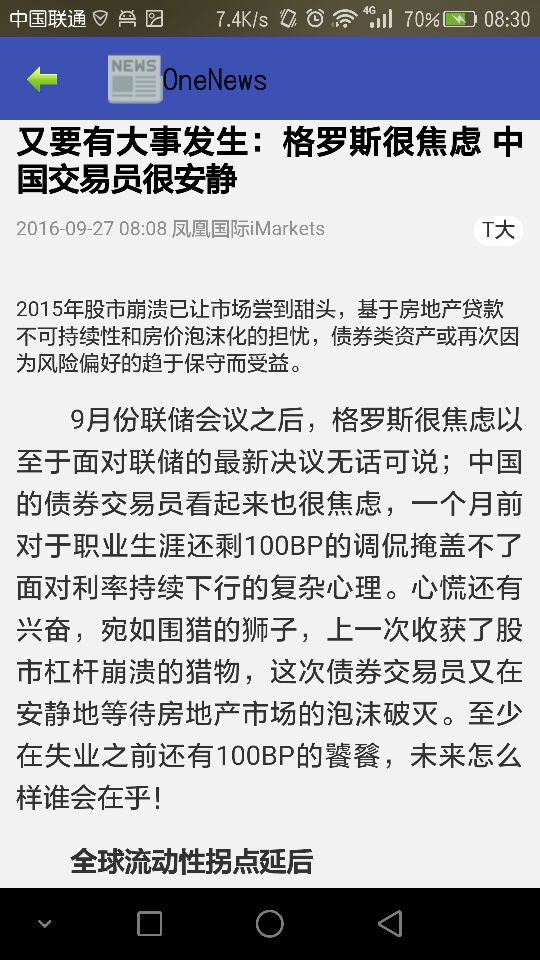 中国联通 7.4K/s 4G 70% 08:30
NEWS OneNews
又要有大事发生：格罗斯很焦虑 中
国交易员很安静
2016-09-27 08:08 凤凰国际iMarkets T大
2015年股市崩溃已让市场尝到甜头，基于房地产贷款
不可持续性和房价泡沫化的担忧，债券类资产或再次因
为风险偏好的趋于保守而受益。
9月份联储会议之后，格罗斯很焦虑以
至于面对联储的最新决议无话可说；中国
的债券交易员看起来也很焦虑，一个月前
对于职业生涯还剩100BP的调侃掩盖不了
面对利率持续下行的复杂心理。心慌还有
兴奋，宛如围猎的狮子，上一次收获了股
市杠杆崩溃的猎物，这次债券交易员又在
安静地等待房地产市场的泡沫破灭。至少
在失业之前还有100BP的饕餮，未来怎么
样谁会在乎！
全球流动性拐点延后